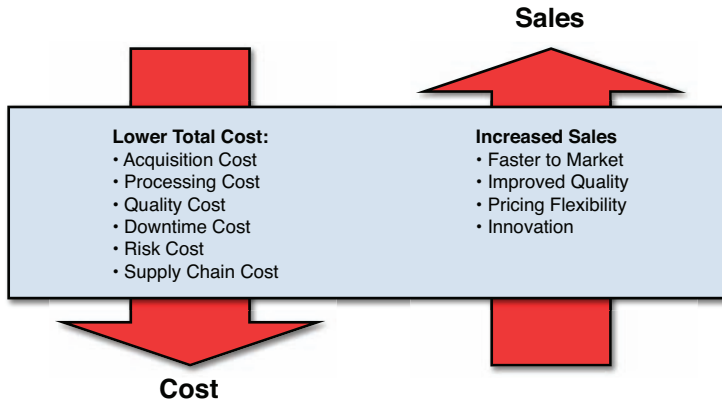 Sales
Lower Total Cost:
• Acquisition Cost
• Processing Cost
• Quality Cost
• Downtime Cost
• Risk Cost
• Supply Chain Cost
Increased Sales
• Faster to Market
• Improved Quality
• Pricing Flexibility
• Innovation
Cost